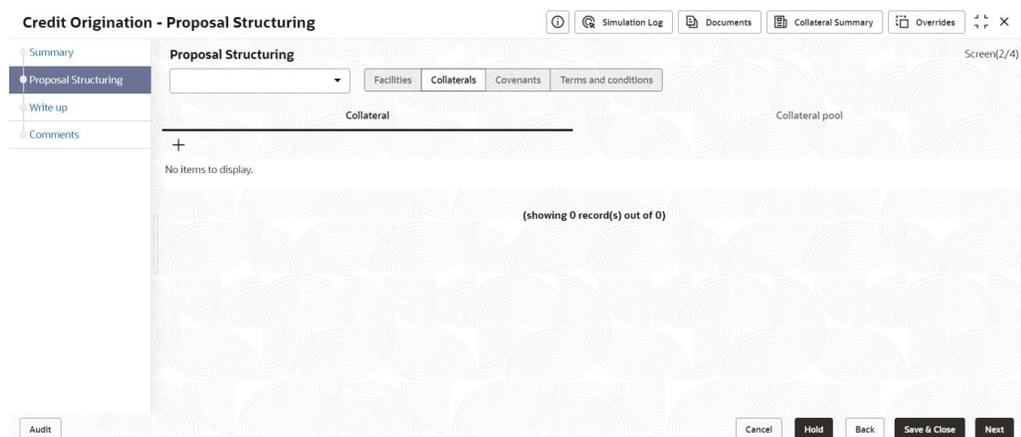 Credit Origination - Proposal Structuring
Simulation Log
Documents
Collateral Summary
Overrides
Summary
Proposal Structuring
Write up
Comments
Proposal Structuring
Screen(2/4)
Facilities
Collaterals
Covenants
Terms and conditions
Collateral
Collateral pool
No items to display.
(showing 0 record(s) out of 0)
Audit
Cancel
Hold
Back
Save & Close
Next